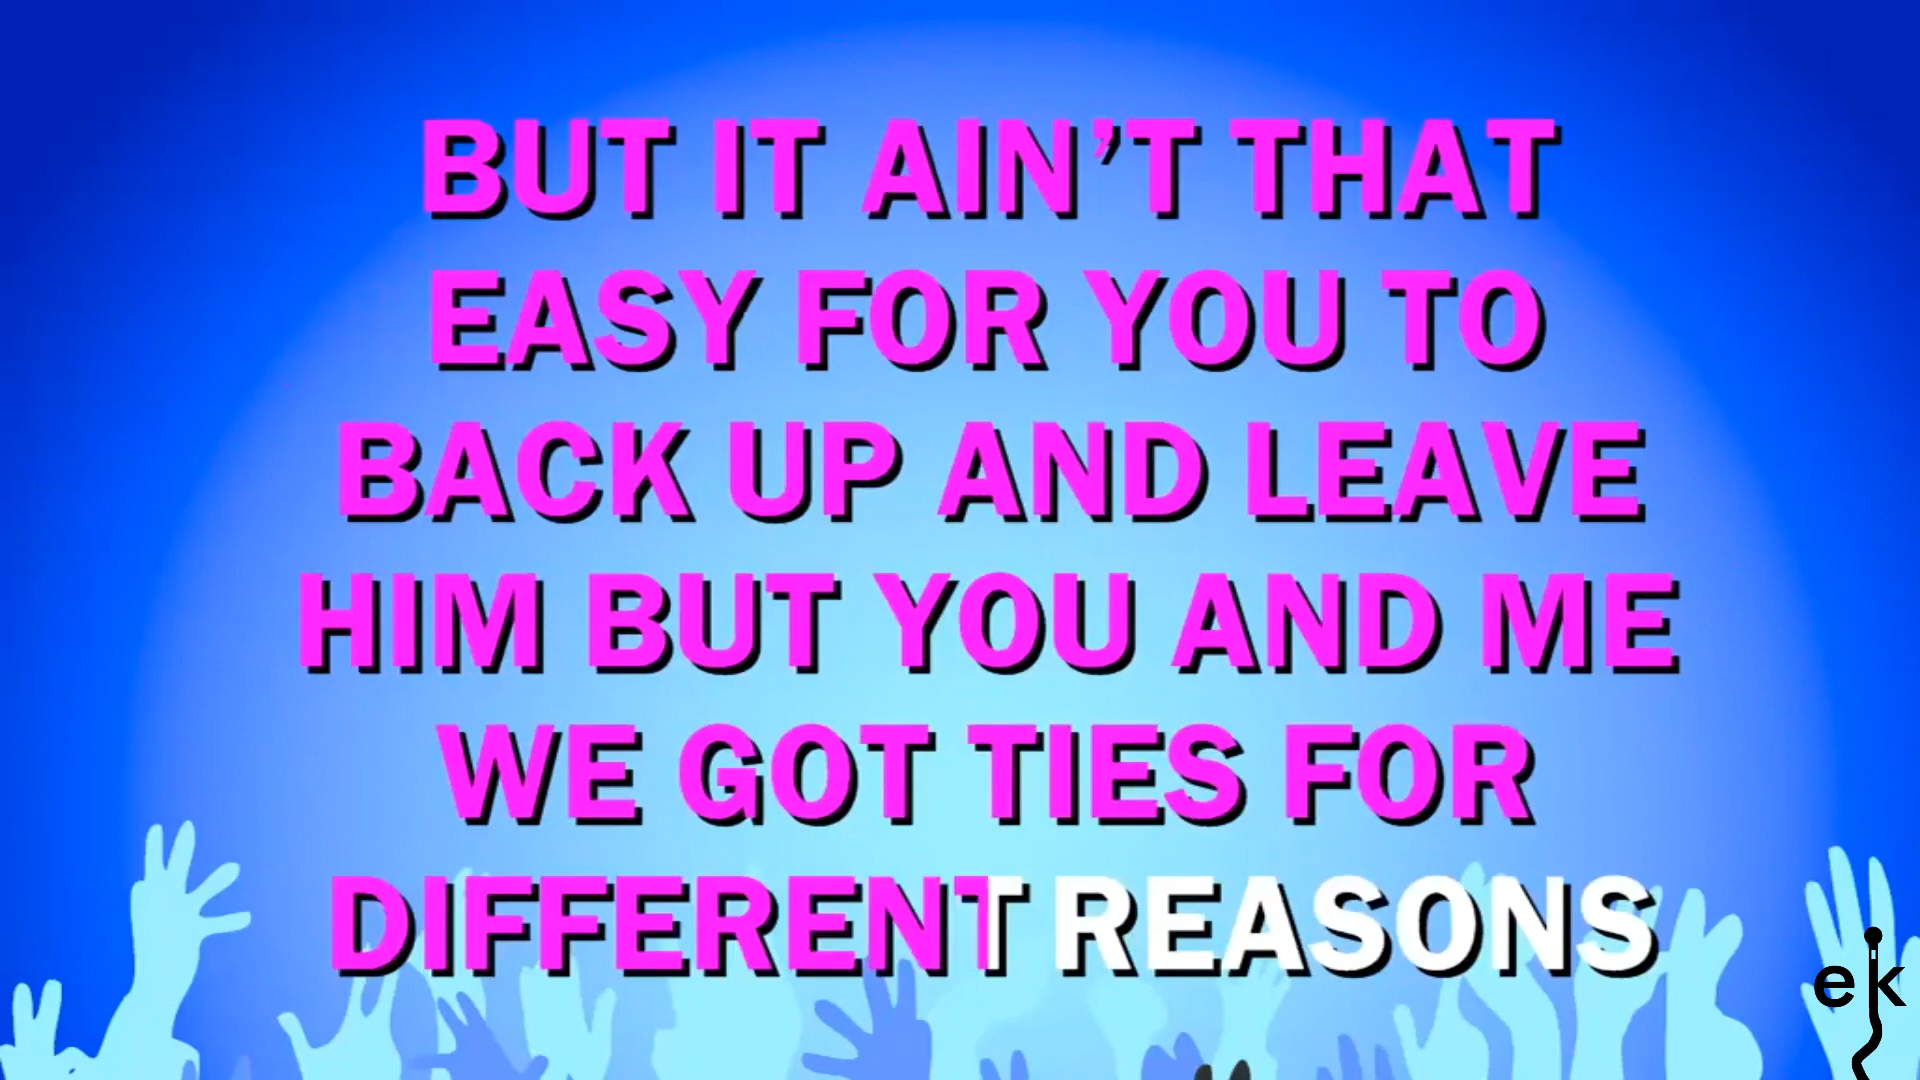 BUT IT AIN’T THAT
EASY FOR YOU TO
BACK UP AND LEAVE
HIM BUT YOU AND ME
WE GOT TIES FOR
DIFFERENT REASONS
ek